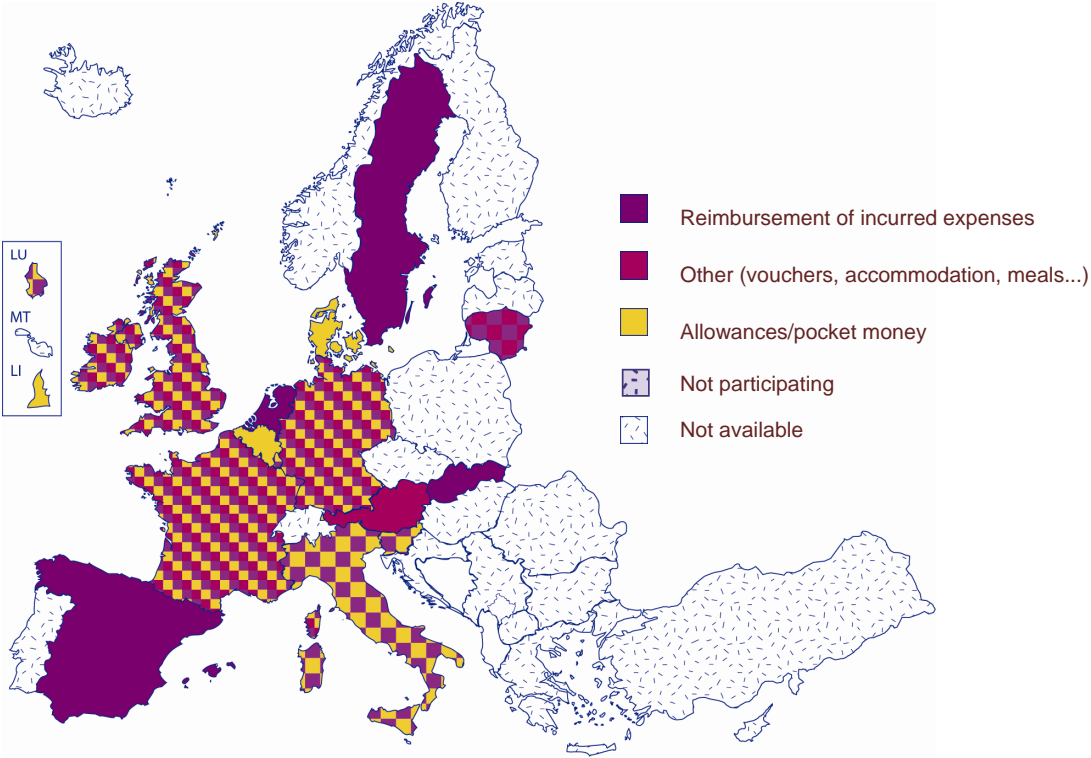 Reimbursement of incurred expenses
LU
Other (vouchers, accommodation, meals...)
MT
Allowances/pocket money
LI
Not participating
Not available